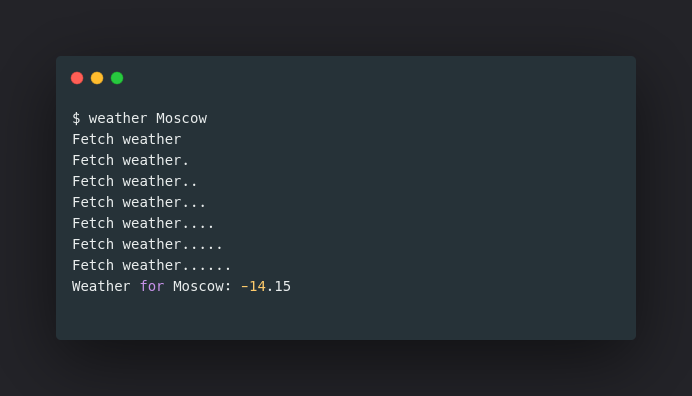 $ weather Moscow
Fetch weather
Fetch weather.
Fetch weather..
Fetch weather...
Fetch weather....
Fetch weather.....
Fetch weather......
Weather for Moscow: -14.15